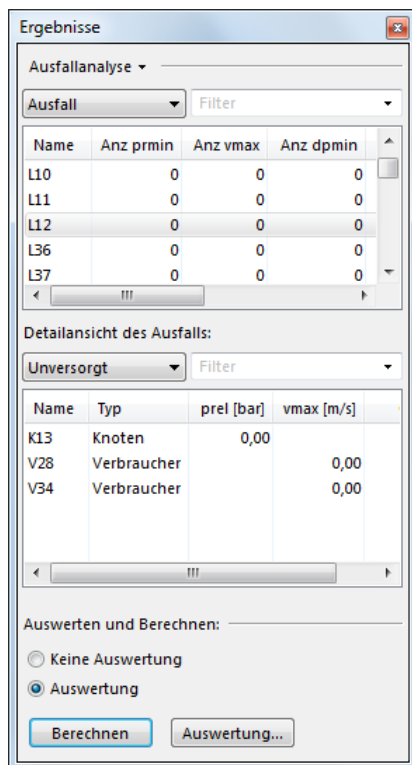 Ergebnisse
Ausfallanalyse
Ausfall Filter
Name Anz prmin Anz vmax Anz dpmin
L10 0 0 0
L11 0 0 0
L12 0 0 0
L36 0 0 0
L37 0 0 0
Detailansicht des Ausfalls:
Unversorgt Filter
Name Typ prel [bar] vmax [m/s]
K13 Knoten 0,00
V28 Verbraucher 0,00
V34 Verbraucher 0,00
Auswerten und Berechnen:
Keine Auswertung
Auswertung
Berechnen Auswertung...